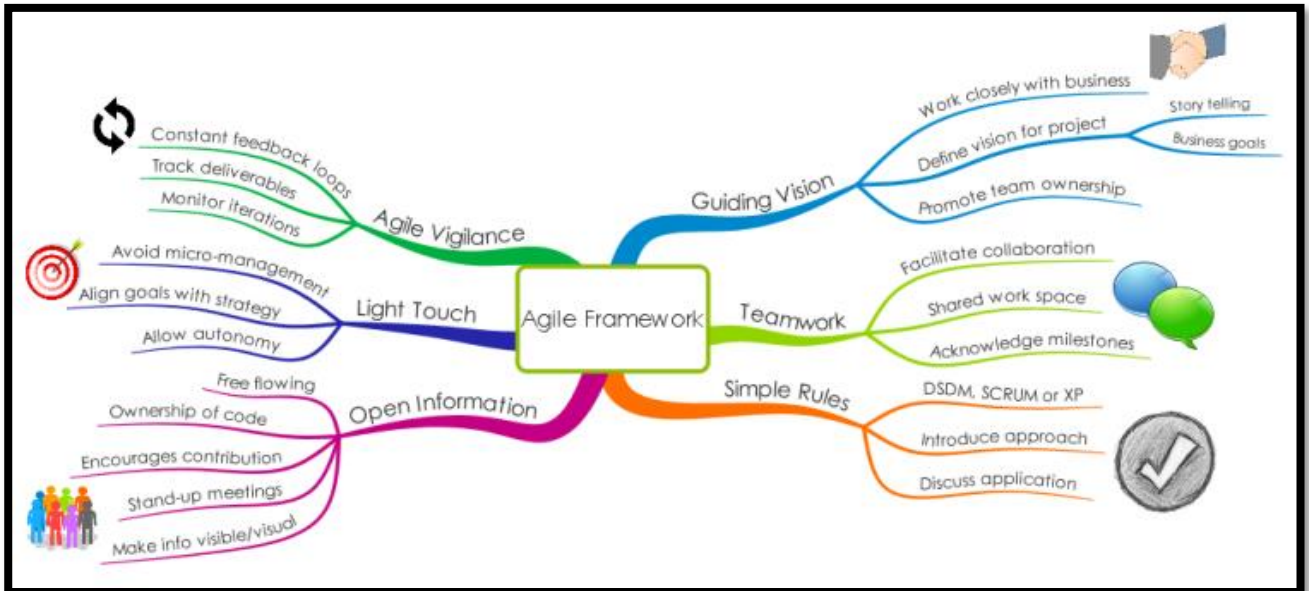 Agile Framework
Guiding Vision
Work closely with business
Define vision for project
Story telling
Business goals
Promote team ownership
Teamwork
Facilitate collaboration
Shared work space
Acknowledge milestones
Simple Rules
DSDM, SCRUM or XP
Introduce approach
Discuss application
Agile Vigilance
Constant feedback loops
Track deliverables
Monitor iterations
Light Touch
Avoid micro-management
Align goals with strategy
Allow autonomy
Open Information
Free flowing
Ownership of code
Encourages contribution
Stand-up meetings
Make info visible/visual